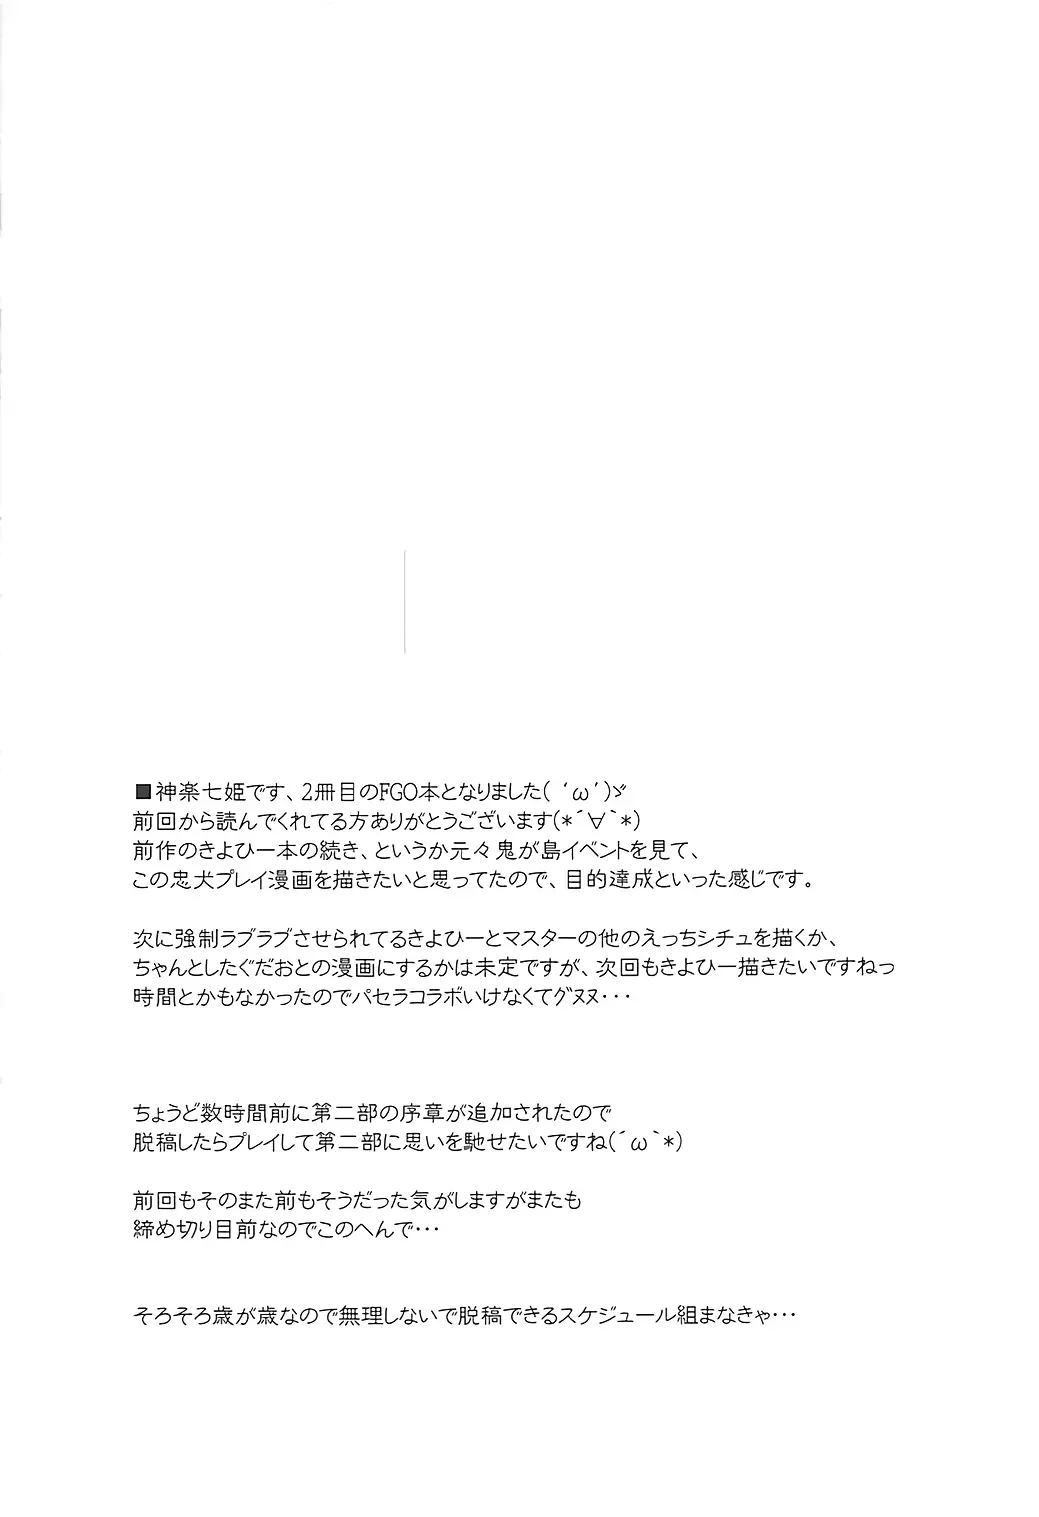 ■神楽七姫です、2冊目のFGO本となりました( ´ω`)ゞ
前回から読んでくれてる方ありがとうございます(*´∀`*)
前作のきよひー本の続き、というか元々鬼が島イベントを見て、
この忠犬プレイ漫画を描きたいと思ってたので、目的達成といった感じです。
次に強制ラブラブさせられてるきよひーとマスターの他のえっちシチュを描くか、
ちゃんとしたぐだおとの漫画にするかは未定ですが、次回もきよひー描きたいですねっ
時間とかもなかったのでパセラコラボいけなくてグヌヌ・・・
ちょうど数時間前に第二部の序章が追加されたので
脱稿したらプレイして第二部に思いを馳せたいですね(´ω`*)
前回もそのまた前もそうだった気がしますがまたも
締め切り目前なのでこのへんで・・・
そろそろ歳が歳なので無理しないで脱稿できるスケジュール組まなきゃ・・・